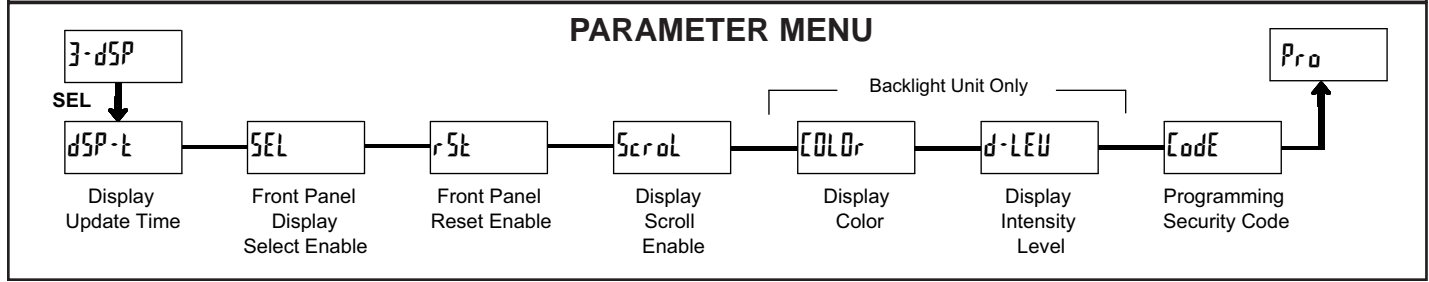 PARAMETER MENU
3-dSP
Pro
SEL
Backlight Unit Only
dSP-t
SEL
rSt
ScroL
COLOr
d-LEV
CodE
Display
Update Time
Front Panel
Display
Select Enable
Front Panel
Reset Enable
Display
Scroll
Enable
Display
Color
Display
Intensity
Level
Programming
Security Code